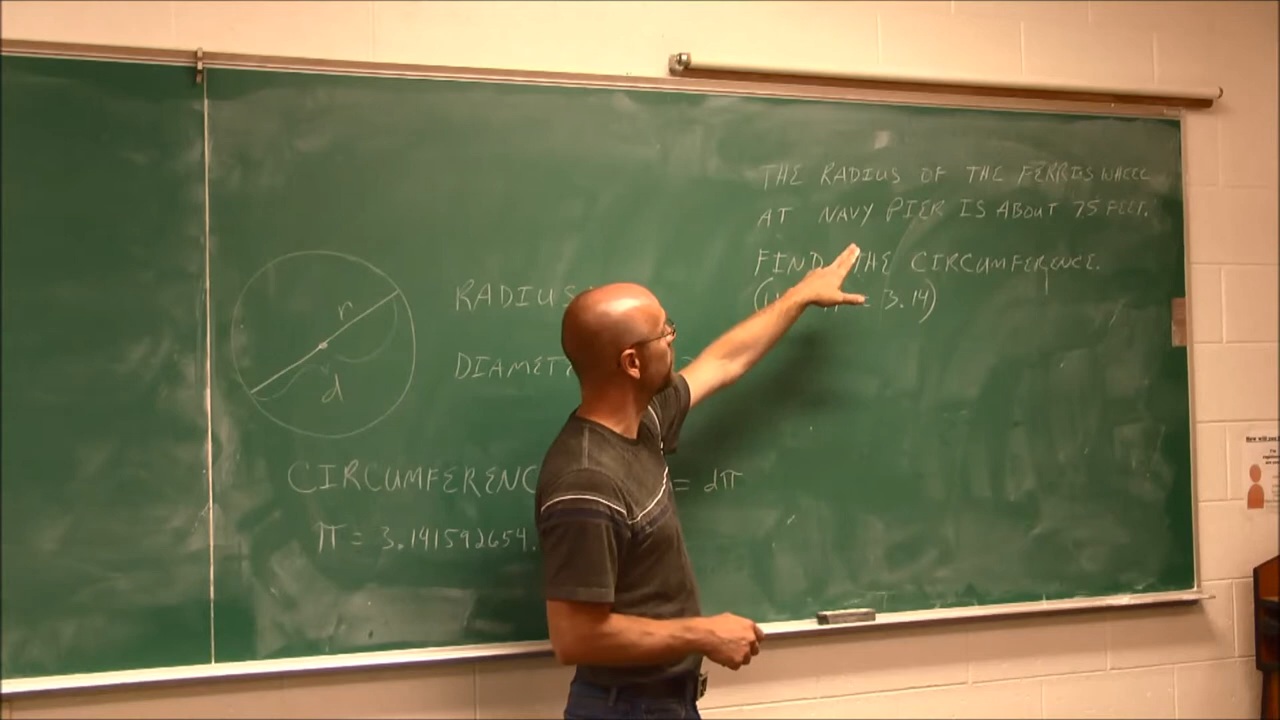 THE RADIUS OF THE FERRIS WHEEL
AT NAVY PIER IS ABOUT 75 FEET.
FIND THE CIRCUMFERENCE.
= 3.14)
r
d
RADIUS
DIAMET
CIRCUMFERENC = dπ
π = 3.141592654.